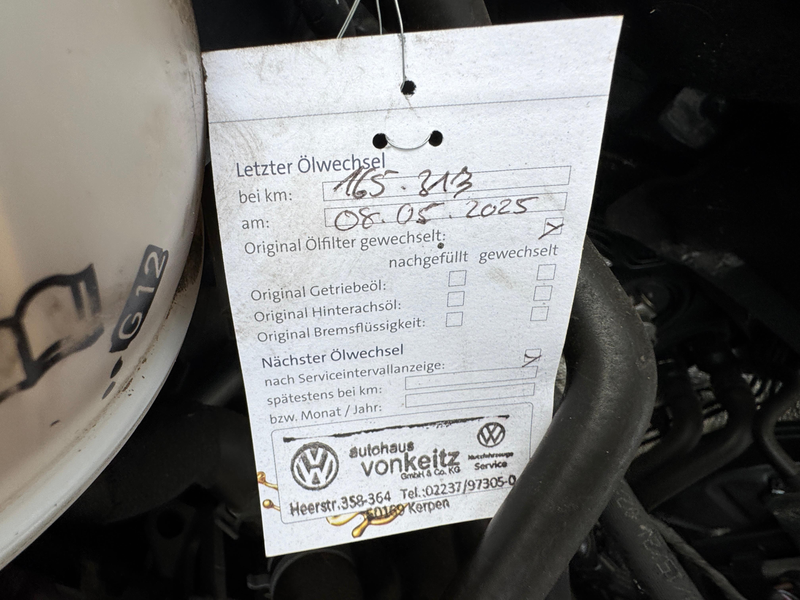 Letzter Ölwechsel
bei km: 165.313
am: 08.05.2025
Original Ölfilter gewechselt:
nachgefüllt gewechselt
Original Getriebeöl:
Original Hinterachsöl:
Original Bremsflüssigkeit:
Nächster Ölwechsel
nach Serviceintervallanzeige:
spätestens bei km:
bzw. Monat / Jahr:
autohaus
vonkeitz
GmbH & Co. KG
Nutzfahrzeuge
Service
Heerstr.358-364 Tel.:02237/97305-0
50169 Kerpen
G12